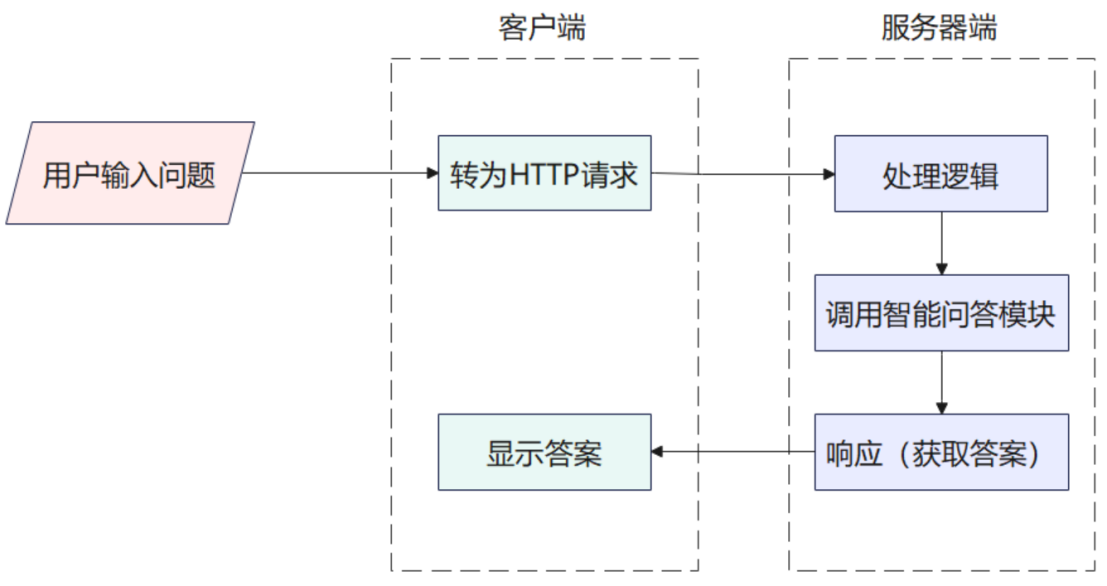 客户端
服务器端
用户输入问题
转为HTTP请求
处理逻辑
调用智能问答模块
响应（获取答案）
显示答案